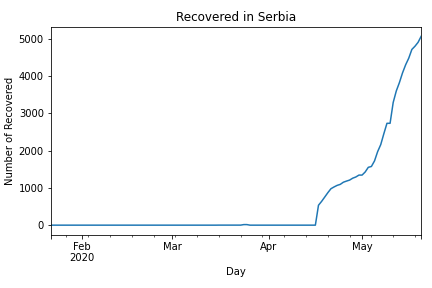 Recovered in Serbia
Number of Recovered
5000
4000
3000
2000
1000
0
Feb
2020
Mar
Apr
May
Day